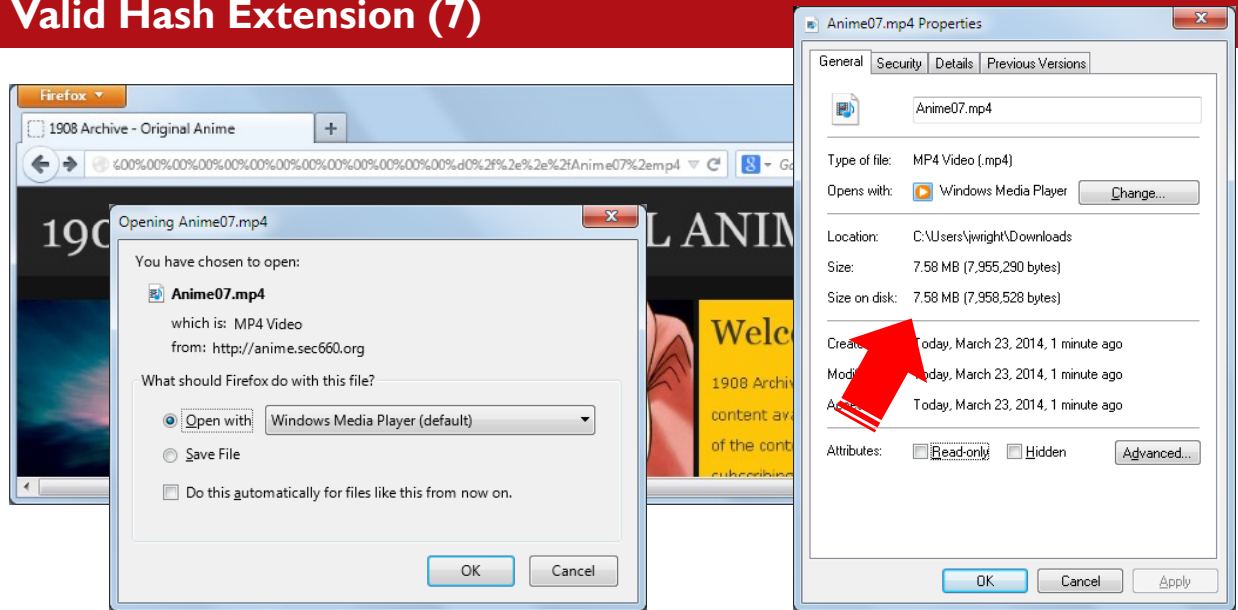 Valid Hash Extension (7)
Firefox
1908 Archive - Original Anime
%00%00%00%00%00%00%00%00%00%00%00%00%00%d0%2f%2e%2e%2fAnime07%2emp4
L ANIM
Opening Anime07.mp4
You have chosen to open:
Anime07.mp4
which is: MP4 Video
from: http://anime.sec660.org
What should Firefox do with this file?
Open with
Windows Media Player (default)
Save File
Do this automatically for files like this from now on.
OK
Cancel
Welco
1908 Archiv
content ava
of the cont
subscribing
Anime07.mp4 Properties
General
Security
Details
Previous Versions
Anime07.mp4
Type of file: MP4 Video (.mp4)
Opens with: Windows Media Player
Change...
Location: C:\Users\jwright\Downloads
Size: 7.58 MB (7,955,290 bytes)
Size on disk: 7.58 MB (7,958,528 bytes)
Create Today, March 23, 2014, 1 minute ago
Modi Today, March 23, 2014, 1 minute ago
Today, March 23, 2014, 1 minute ago
Attributes: Read-only Hidden
Advanced...
OK
Cancel
Apply